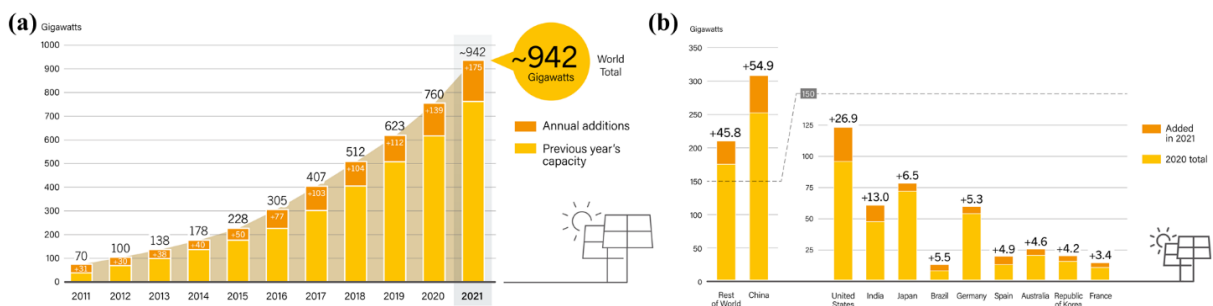 (a)
Gigawatts
1000
900
800
700
600
500
400
300
200
100
0
70
100
138
178
228
305
407
512
623
760
~942
+31
+30
+38
+40
+50
+77
+103
+104
+112
+139
+175
2011
2012
2013
2014
2015
2016
2017
2018
2019
2020
2021
~942
Gigawatts
World
Total
Annual additions
Previous year's
capacity
(b)
Gigawatts
350
300
250
200
150
100
50
0
+45.8
+54.9
Rest
of World
China
150
125
100
75
50
25
0
+26.9
+13.0
+6.5
+5.5
+5.3
+4.9
+4.6
+4.2
+3.4
United
States
India
Japan
Brazil
Germany
Spain
Australia
Republic
of Korea
France
Added
in 2021
2020 total